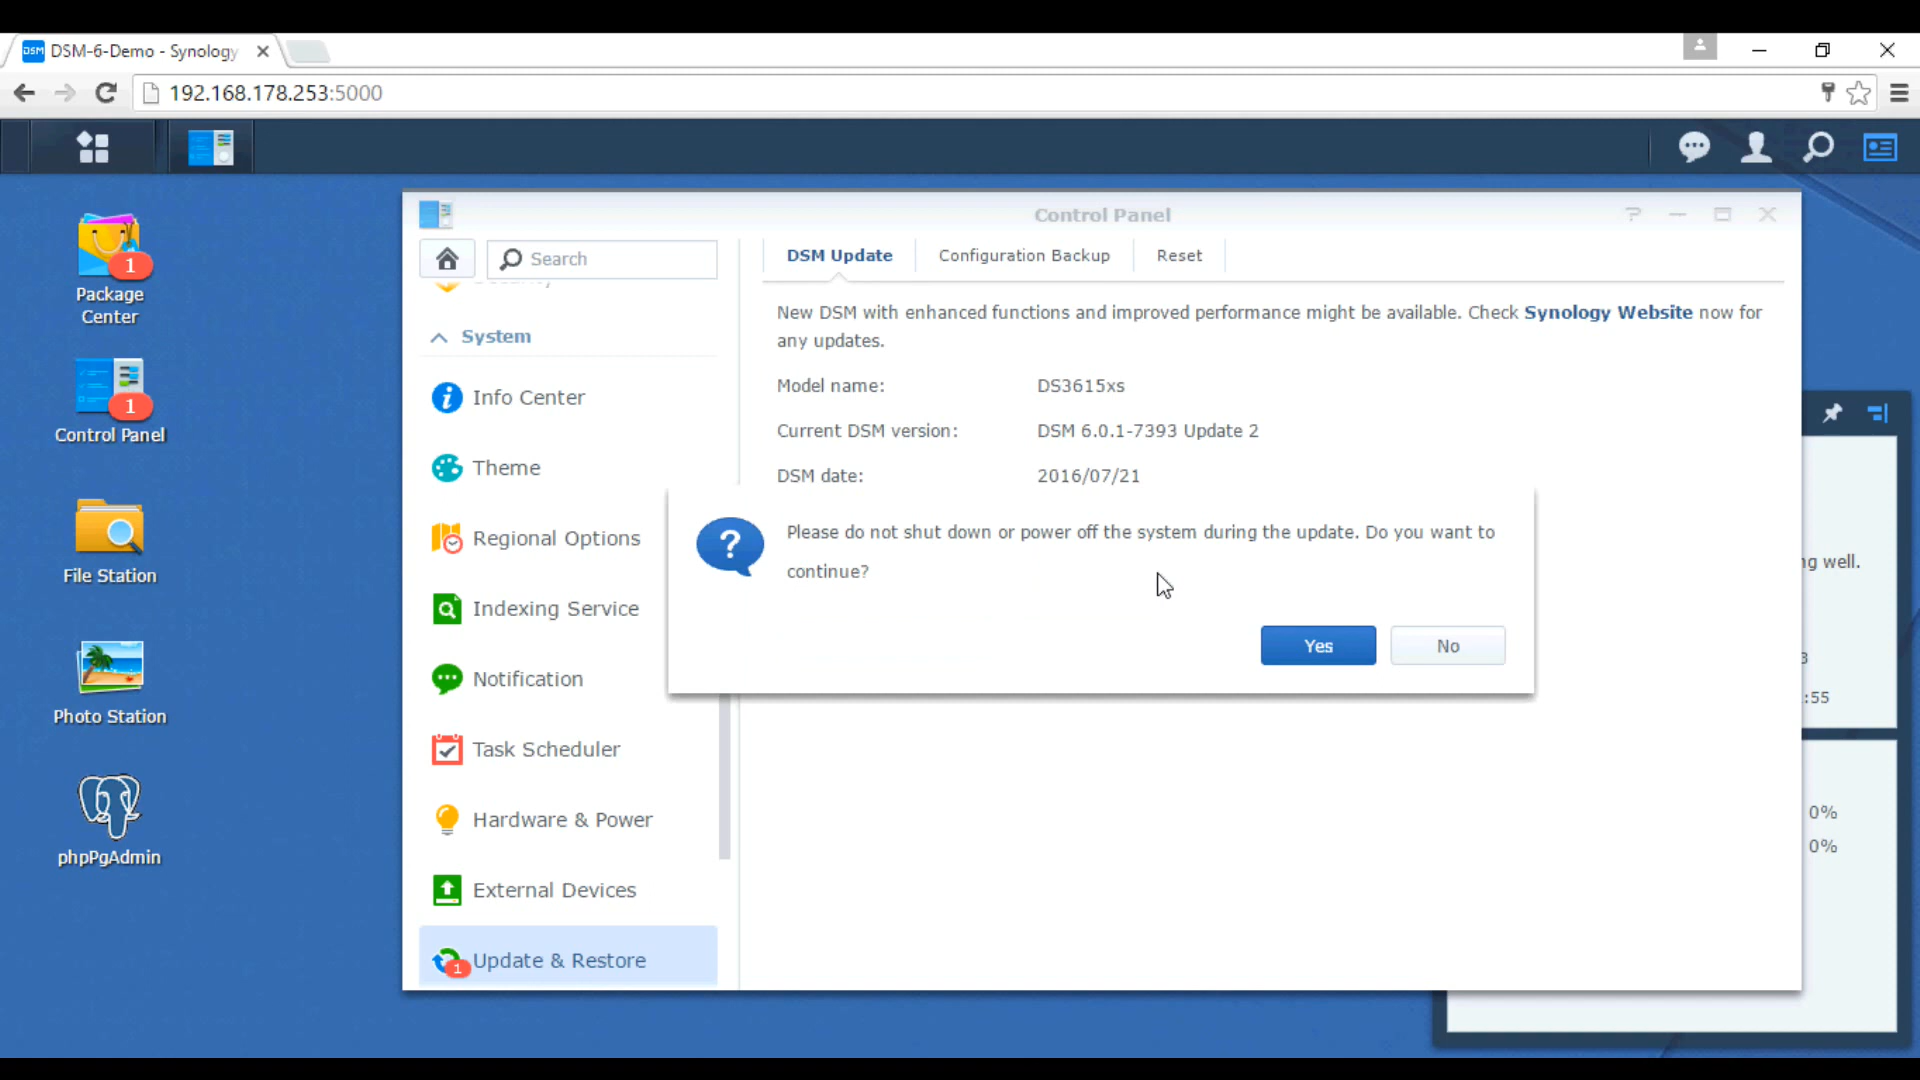 DSM-6-Demo - Synology
192.168.178.253:5000
Control Panel
Search
DSM Update
Configuration Backup
Reset
1
Package
Center
1
Control Panel
File Station
Photo Station
phpPgAdmin
System
Info Center
Theme
Regional Options
Indexing Service
Notification
Task Scheduler
Hardware & Power
External Devices
1
Update & Restore
New DSM with enhanced functions and improved performance might be available. Check Synology Website now for
any updates.
Model name: DS3615xs
Current DSM version: DSM 6.0.1-7393 Update 2
DSM date: 2016/07/21
Please do not shut down or power off the system during the update. Do you want to
continue?
Yes
No
well.
:55
0%
0%